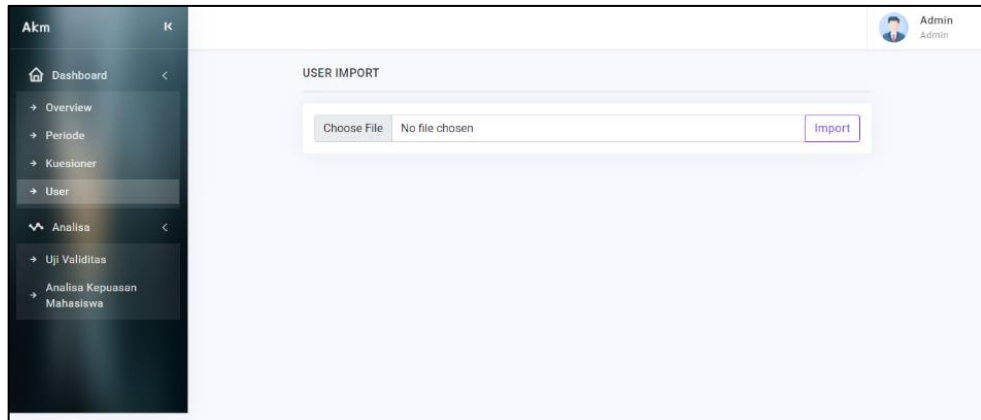 Akm
Dashboard
Overview
Periode
Kuesioner
User
Analisa
Uji Validitas
Analisa Kepuasan
Mahasiswa
Admin
Admin
USER IMPORT
Choose File No file chosen Import